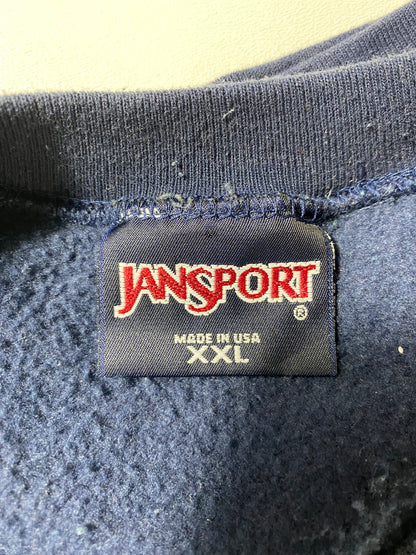 JANSPORT
®
MADE IN USA
XXL